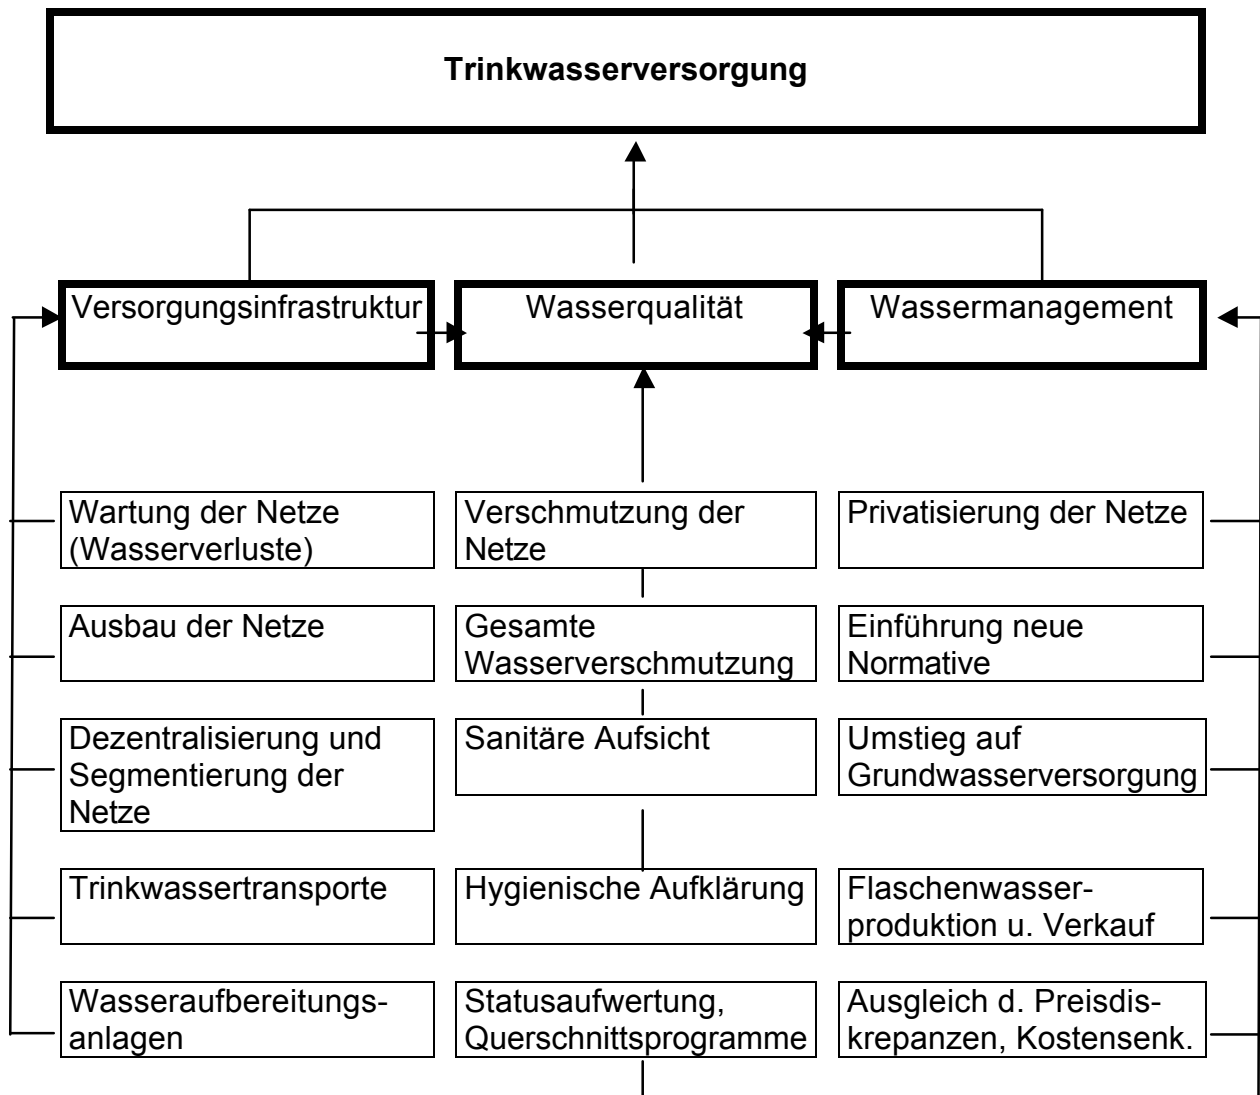 Trinkwasserversorgung
Versorgungsinfrastruktur
Wasserqualität
Wassermanagement
Wartung der Netze
(Wasserverluste)
Verschmutzung der
Netze
Privatisierung der Netze
Ausbau der Netze
Gesamte
Wasserverschmutzung
Einführung neue
Normative
Dezentralisierung und
Segmentierung der
Netze
Sanitäre Aufsicht
Umstieg auf
Grundwasserversorgung
Trinkwassertransporte
Hygienische Aufklärung
Flaschenwasser-
produktion u. Verkauf
Wasseraufbereitungs-
anlagen
Statusaufwertung,
Querschnittsprogramme
Ausgleich d. Preisdis-
krepanzen, Kostensenk.